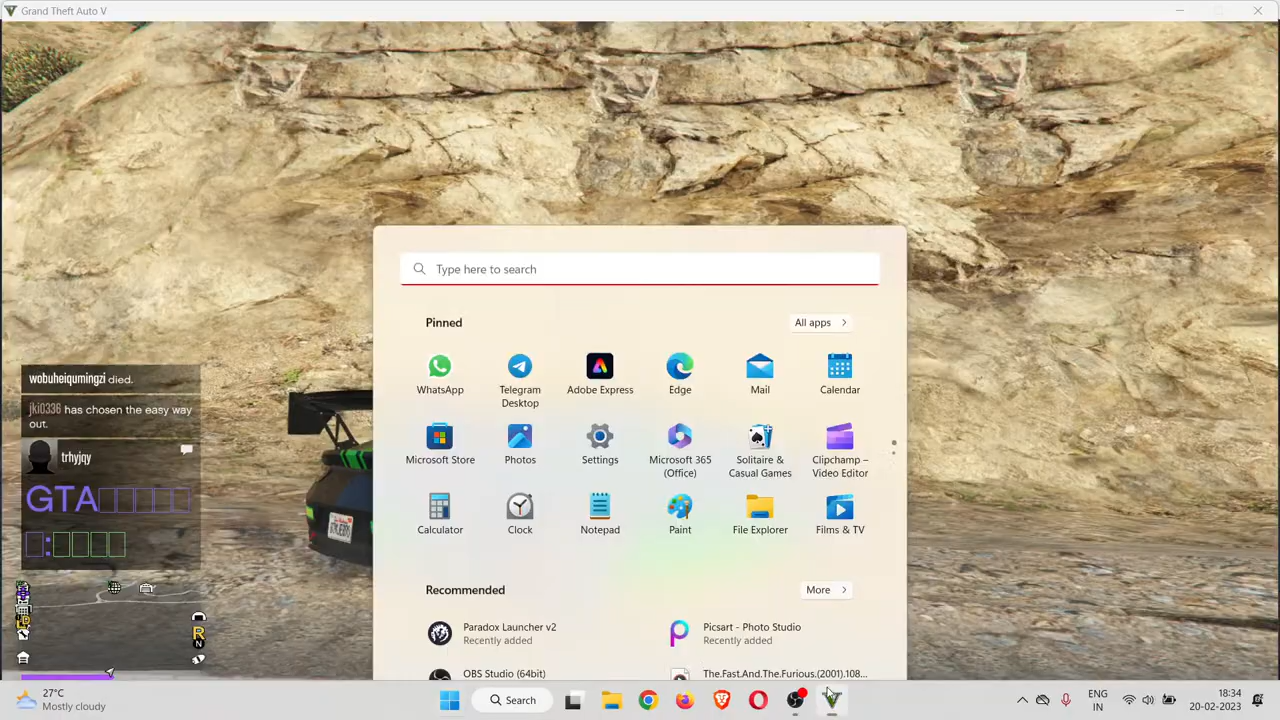 Grand Theft Auto V
Type here to search
Pinned
All apps
WhatsApp
Telegram Desktop
Adobe Express
Edge
Mail
Calendar
Microsoft Store
Photos
Settings
Microsoft 365 (Office)
Solitaire & Casual Games
Clipchamp – Video Editor
Calculator
Clock
Notepad
Paint
File Explorer
Films & TV
Recommended
More
Paradox Launcher v2
Recently added
Picsart - Photo Studio
Recently added
OBS Studio (64bit)
The.Fast.And.The.Furious.(2001).108...
wobuheiqumingzi died.
jki0336 has chosen the easy way
out.
trhyjqy
GTA□□□□□
□:□□□□
R
N
27°C
Mostly cloudy
Search
ENG
IN
18:34
20-02-2023